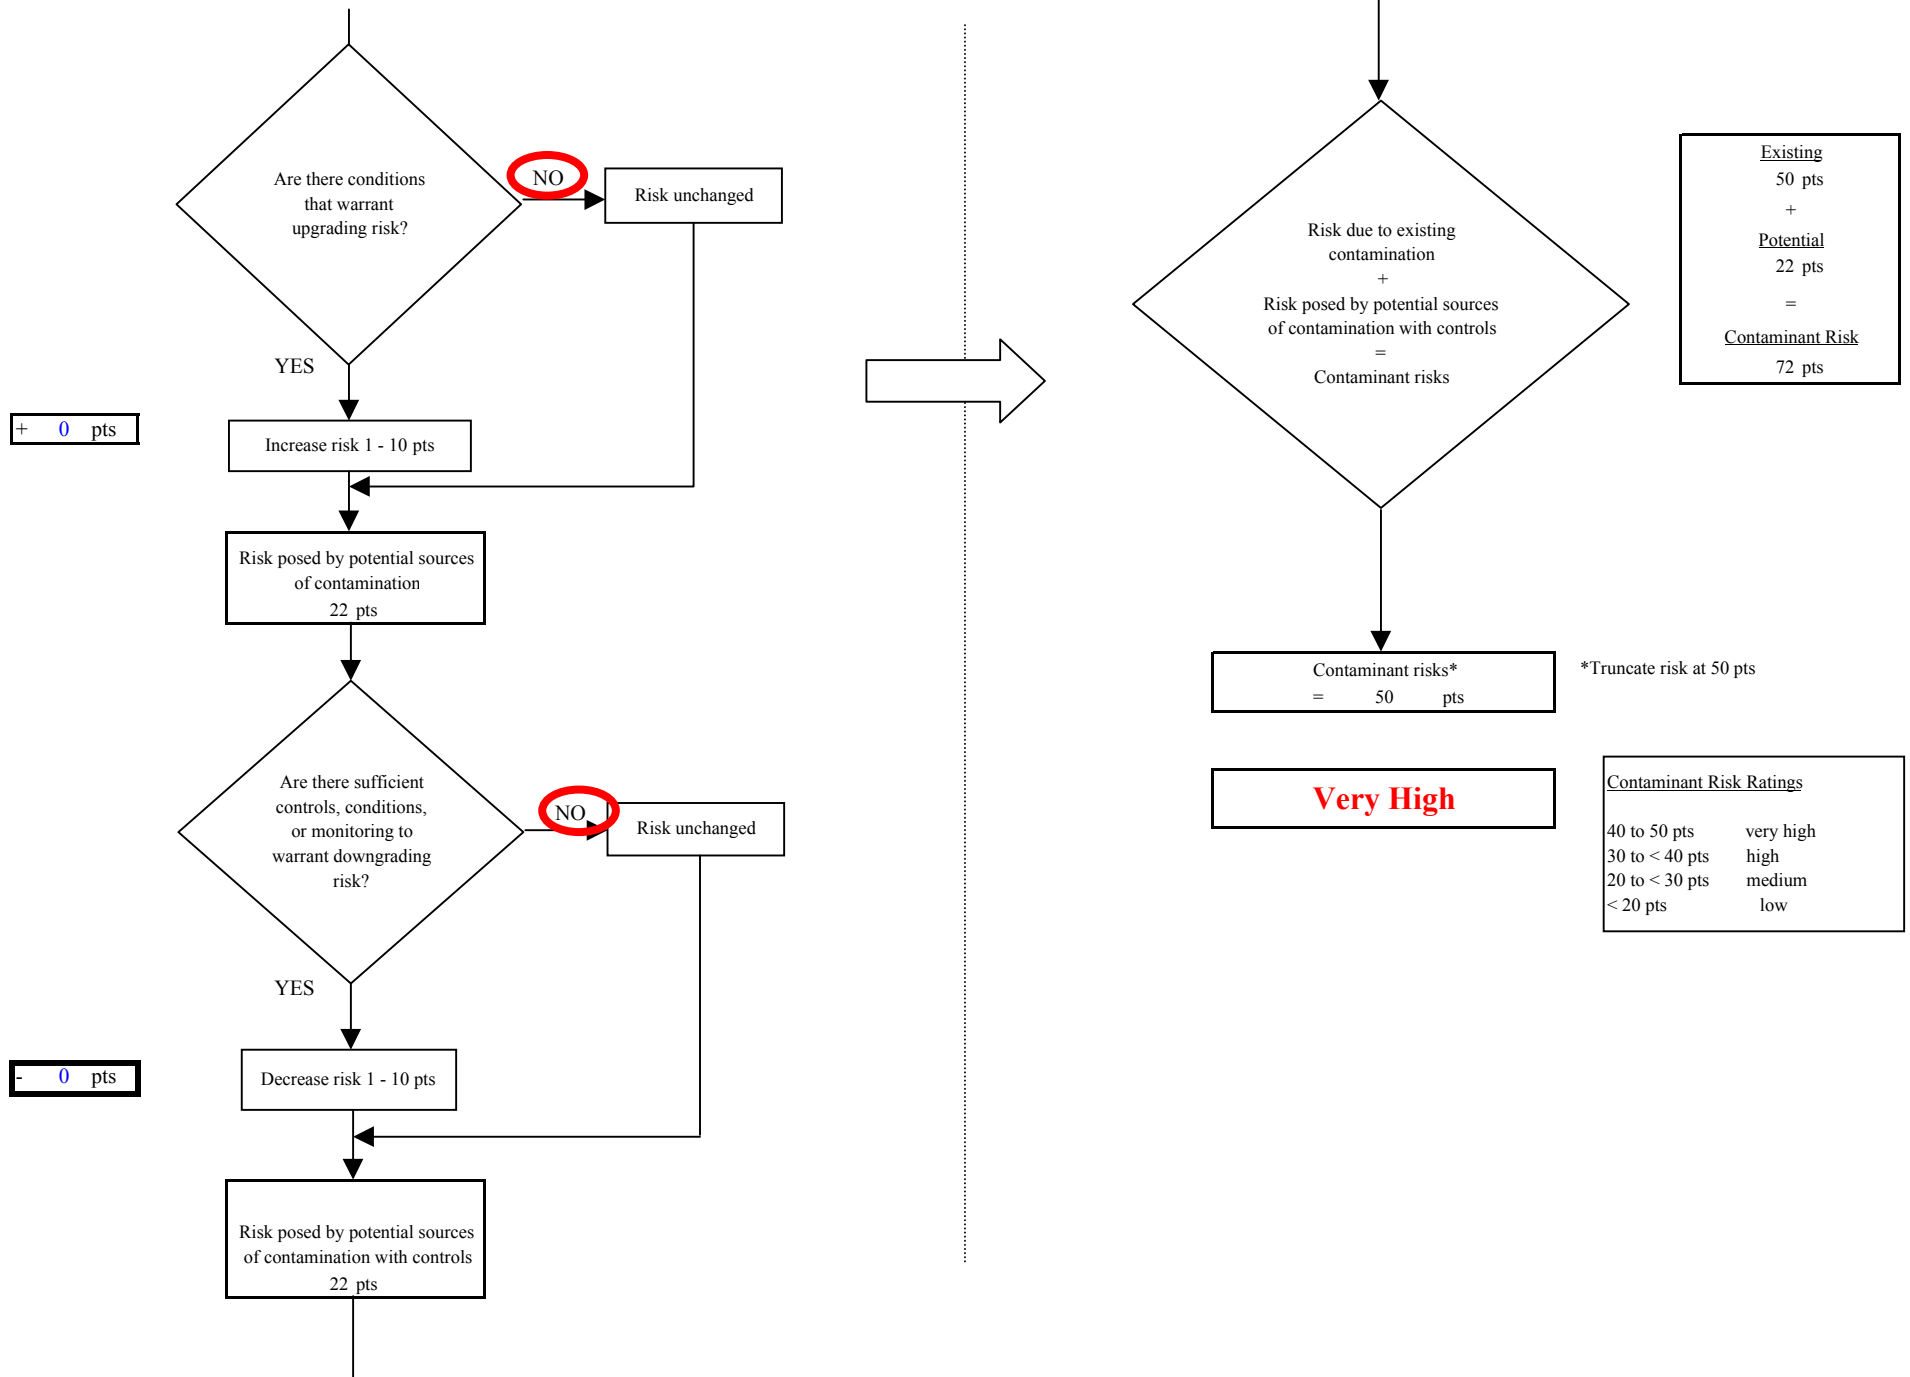 Are there conditions
that warrant
upgrading risk?
NO
Risk unchanged
YES
+ 0 pts
Increase risk 1 - 10 pts
Risk posed by potential sources
of contamination
22 pts
Are there sufficient
controls, conditions,
or monitoring to
warrant downgrading
risk?
NO
Risk unchanged
YES
- 0 pts
Decrease risk 1 - 10 pts
Risk posed by potential sources
of contamination with controls
22 pts
Risk due to existing
contamination
+
Risk posed by potential sources
of contamination with controls
=
Contaminant risks
Existing
50 pts
+
Potential
22 pts
=
Contaminant Risk
72 pts
Contaminant risks*
= 50 pts
*Truncate risk at 50 pts
Very High
Contaminant Risk Ratings
40 to 50 pts very high
30 to < 40 pts high
20 to < 30 pts medium
< 20 pts low